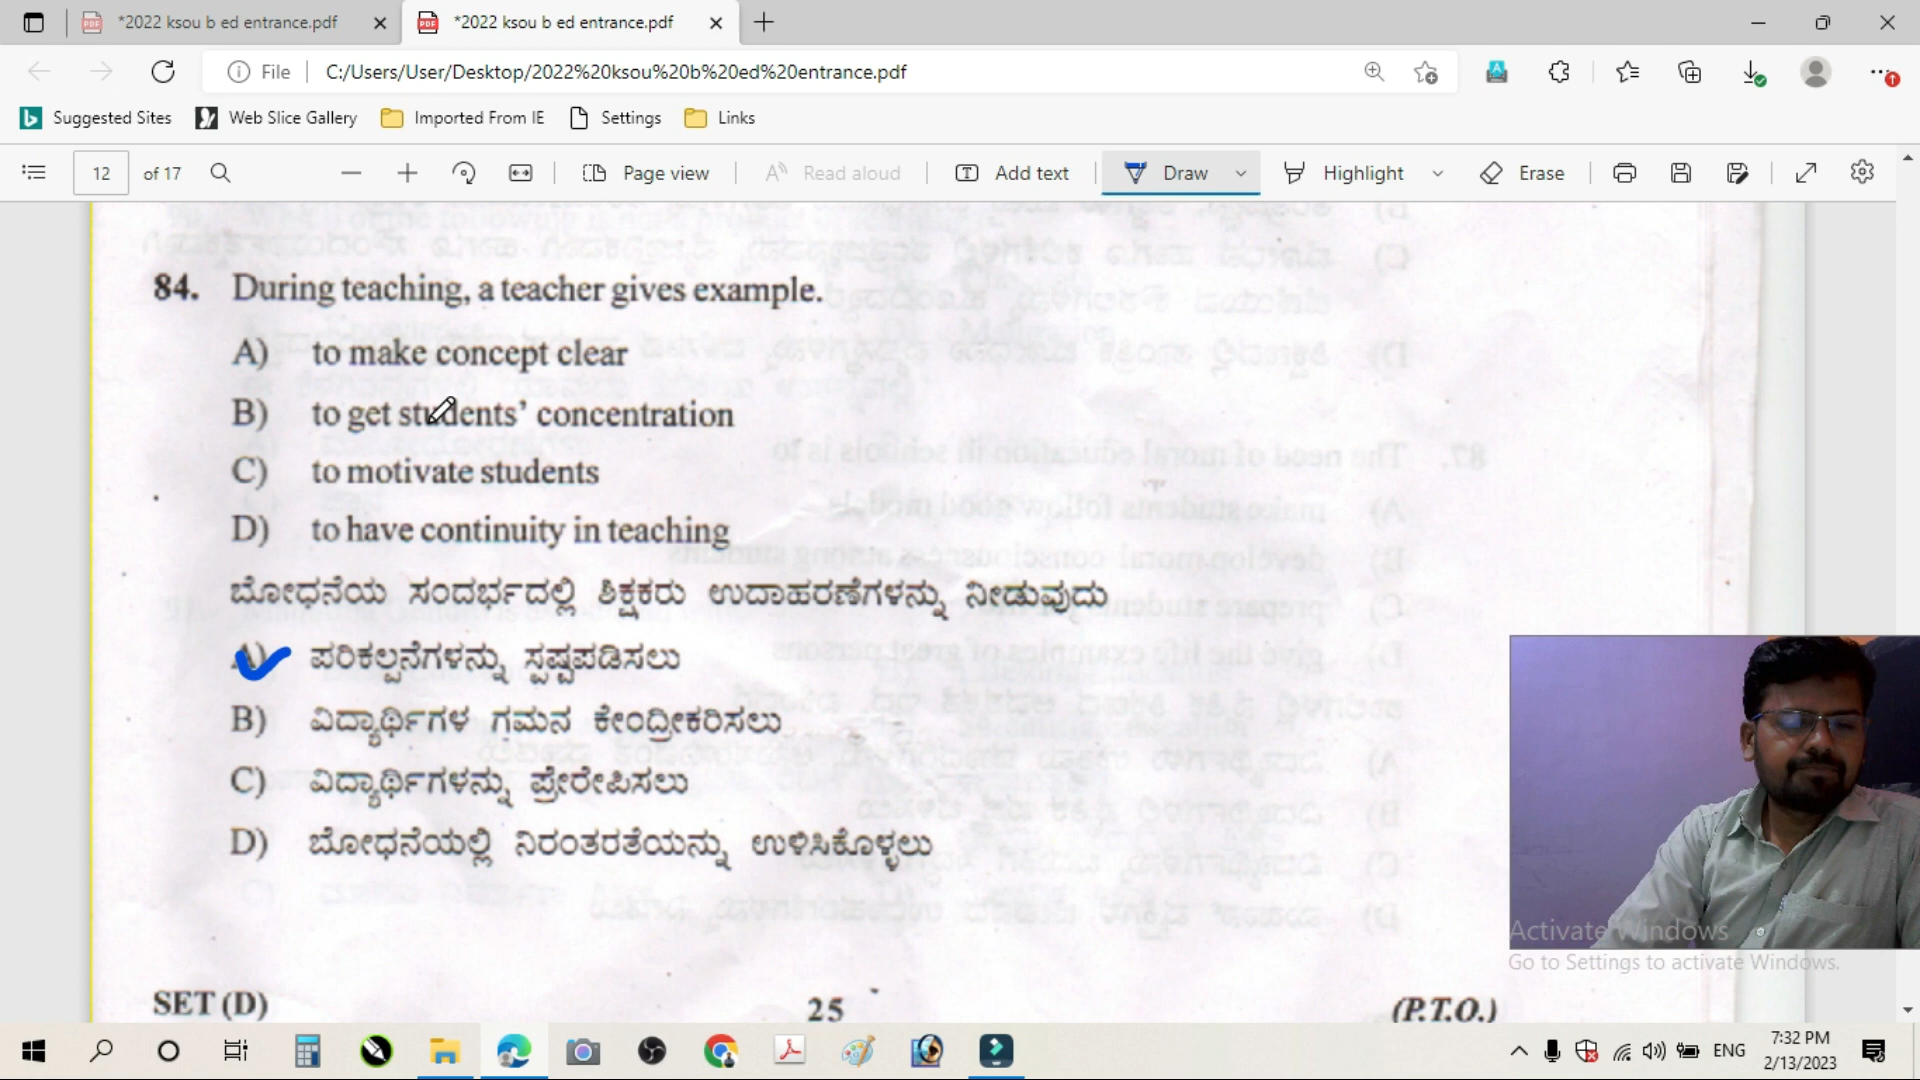 *2022 ksou b ed entrance.pdf
*2022 ksou b ed entrance.pdf
File
C:/Users/User/Desktop/2022%20ksou%20b%20ed%20entrance.pdf
Suggested Sites
Web Slice Gallery
Imported From IE
Settings
Links
12 of 17
Page view
Read aloud
Add text
Draw
Highlight
Erase
84. During teaching, a teacher gives example.
A) to make concept clear
B) to get students' concentration
C) to motivate students
D) to have continuity in teaching
ಬೋಧನೆಯ ಸಂದರ್ಭದಲ್ಲಿ ಶಿಕ್ಷಕರು ಉದಾಹರಣೆಗಳನ್ನು ನೀಡುವುದು
A) ಪರಿಕಲ್ಪನೆಗಳನ್ನು ಸ್ಪಷ್ಟಪಡಿಸಲು
B) ವಿದ್ಯಾರ್ಥಿಗಳ ಗಮನ ಕೇಂದ್ರೀಕರಿಸಲು
C) ವಿದ್ಯಾರ್ಥಿಗಳನ್ನು ಪ್ರೇರೇಪಿಸಲು
D) ಬೋಧನೆಯಲ್ಲಿ ನಿರಂತರತೆಯನ್ನು ಉಳಿಸಿಕೊಳ್ಳಲು
SET (D)
25
(P.T.O.)
Activate Windows
Go to Settings to activate Windows.
ENG
7:32 PM
2/13/2023